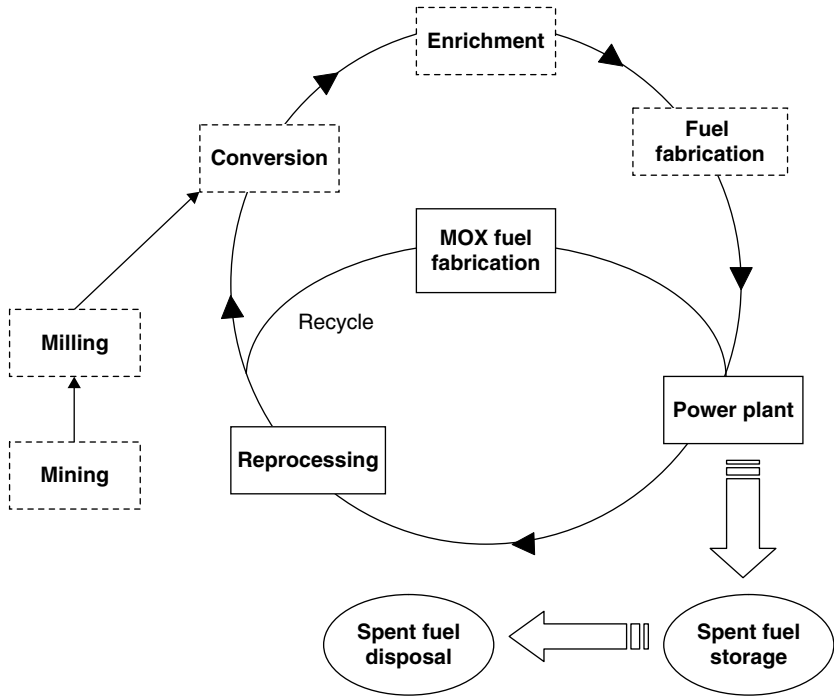 Enrichment
Fuel
fabrication
Conversion
MOX fuel
fabrication
Recycle
Milling
Power plant
Reprocessing
Mining
Spent fuel
disposal
Spent fuel
storage